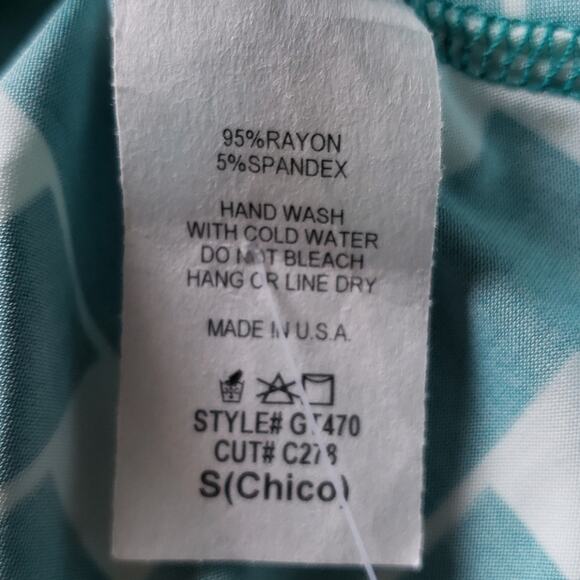 95%RAYON
5%SPANDEX
HAND WASH
WITH COLD WATER
DO NOT BLEACH
HANG OR LINE DRY
MADE IN U.S.A.
STYLE# GT470
CUT# C278
S(Chico)